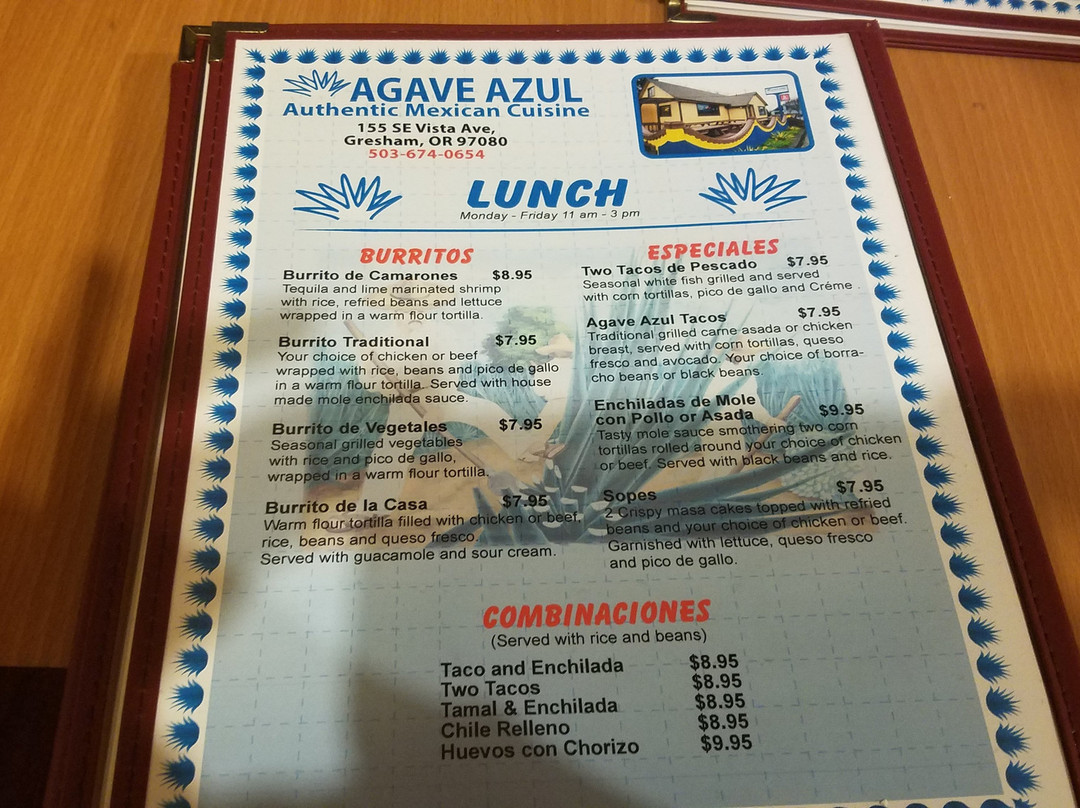 AGAVE AZUL
Authentic Mexican Cuisine
155 SE Vista Ave,
Gresham, OR 97080
503-674-0654
LUNCH
Monday - Friday 11 am - 3 pm
BURRITOS
Burrito de Camarones $8.95
Tequila and lime marinated shrimp
with rice, refried beans and lettuce
wrapped in a warm flour tortilla.
Burrito Traditional $7.95
Your choice of chicken or beef
wrapped with rice, beans and pico de gallo
in a warm flour tortilla. Served with house
made mole enchilada sauce.
Burrito de Vegetales $7.95
Seasonal grilled vegetables
with rice and pico de gallo,
wrapped in a warm flour tortilla.
Burrito de la Casa $7.95
Warm flour tortilla filled with chicken or beef,
rice, beans and queso fresco.
Served with guacamole and sour cream.
ESPECIALES
Two Tacos de Pescado $7.95
Seasonal white fish grilled and served
with corn tortillas, pico de gallo and Créme .
Agave Azul Tacos $7.95
Traditional grilled carne asada or chicken
breast, served with corn tortillas, queso
fresco and avocado. Your choice of borra-
cho beans or black beans.
Enchiladas de Mole
con Pollo or Asada $9.95
Tasty mole sauce smothering two corn
tortillas rolled around your choice of chicken
or beef. Served with black beans and rice.
Sopes $7.95
2 Crispy masa cakes topped with refried
beans and your choice of chicken or beef.
Garnished with lettuce, queso fresco
and pico de gallo.
COMBINACIONES
(Served with rice and beans)
Taco and Enchilada $8.95
Two Tacos $8.95
Tamal & Enchilada $8.95
Chile Relleno $8.95
Huevos con Chorizo $9.95